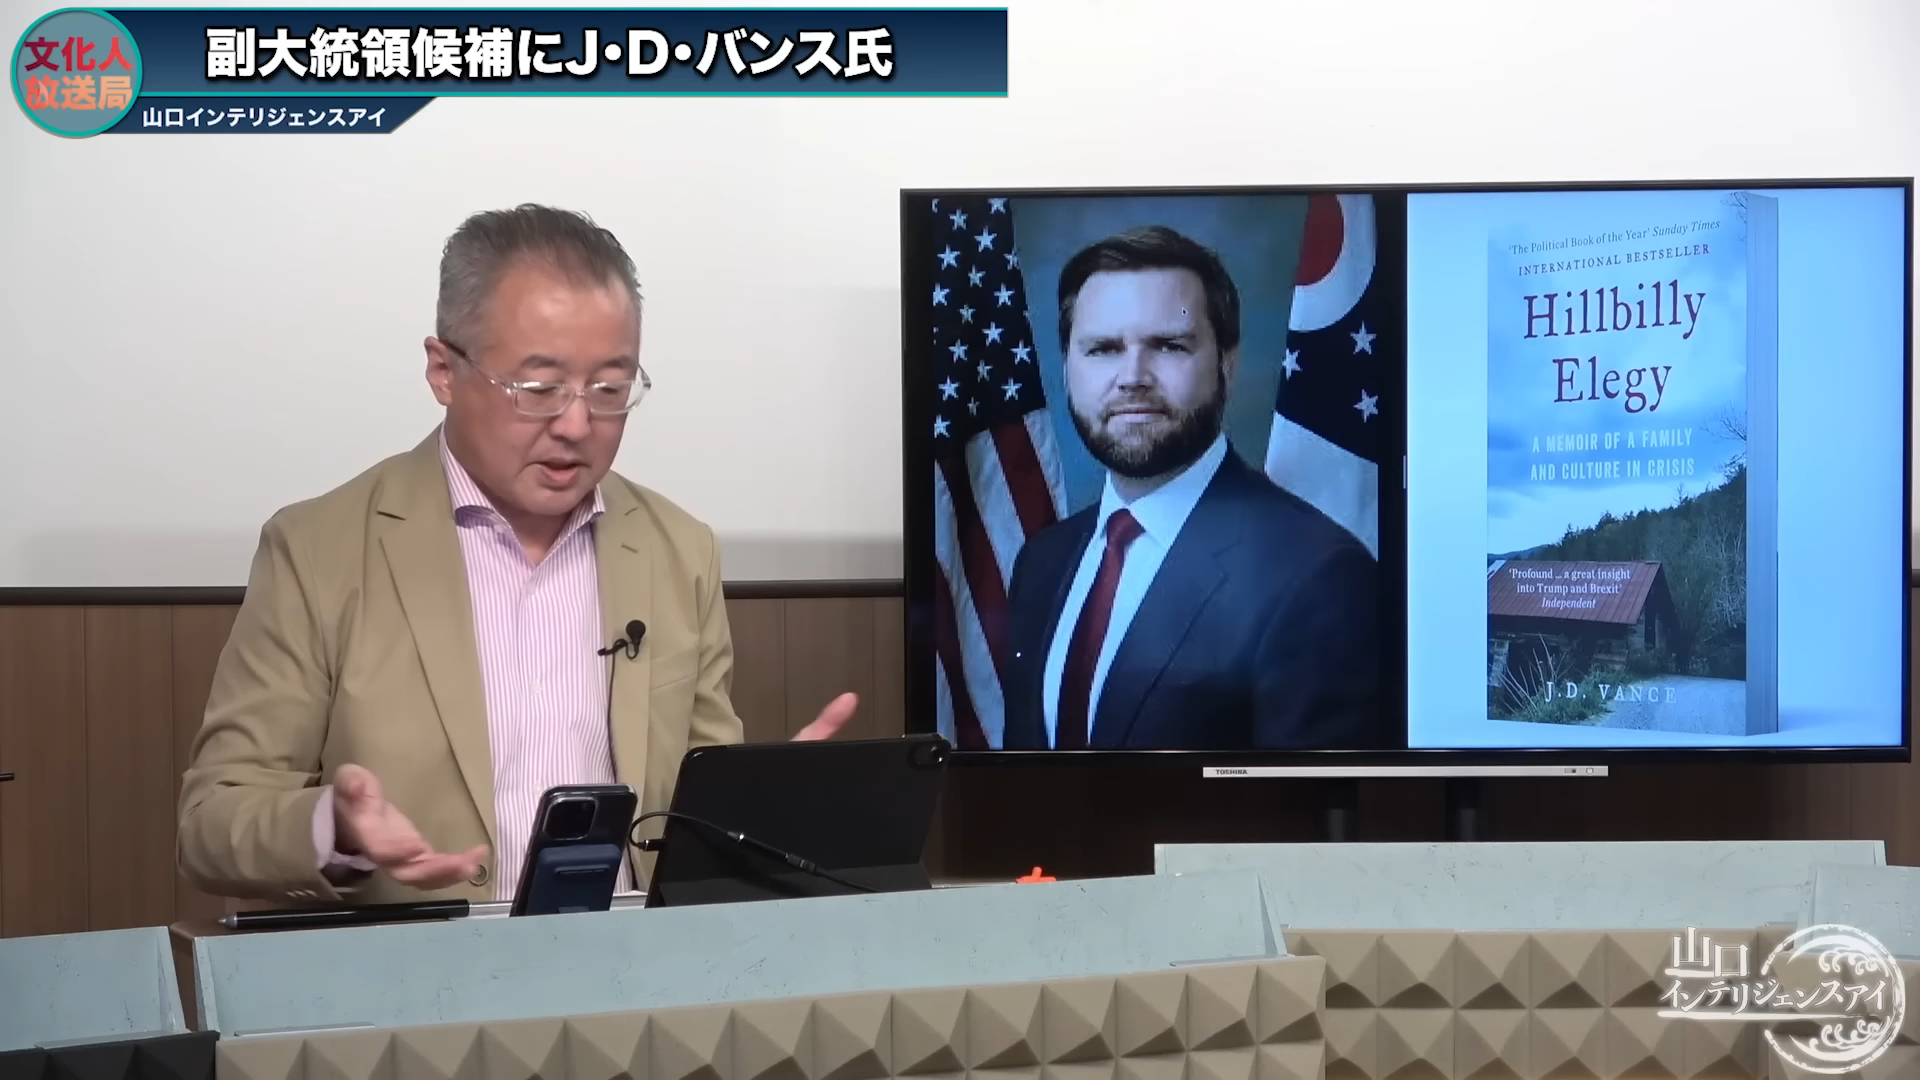 文化人
放送局
副大統領候補にJ・D・バンス氏
山口インテリジェンスアイ
'The Political Book of the Year' Sunday Times
INTERNATIONAL BESTSELLER
Hillbilly
Elegy
A MEMOIR OF A FAMILY
AND CULTURE IN CRISIS
'Profound ... a great insight
into Trump and Brexit'
Independent
J.D. VANCE
TOSHIBA
山口
インテリジェンスアイ